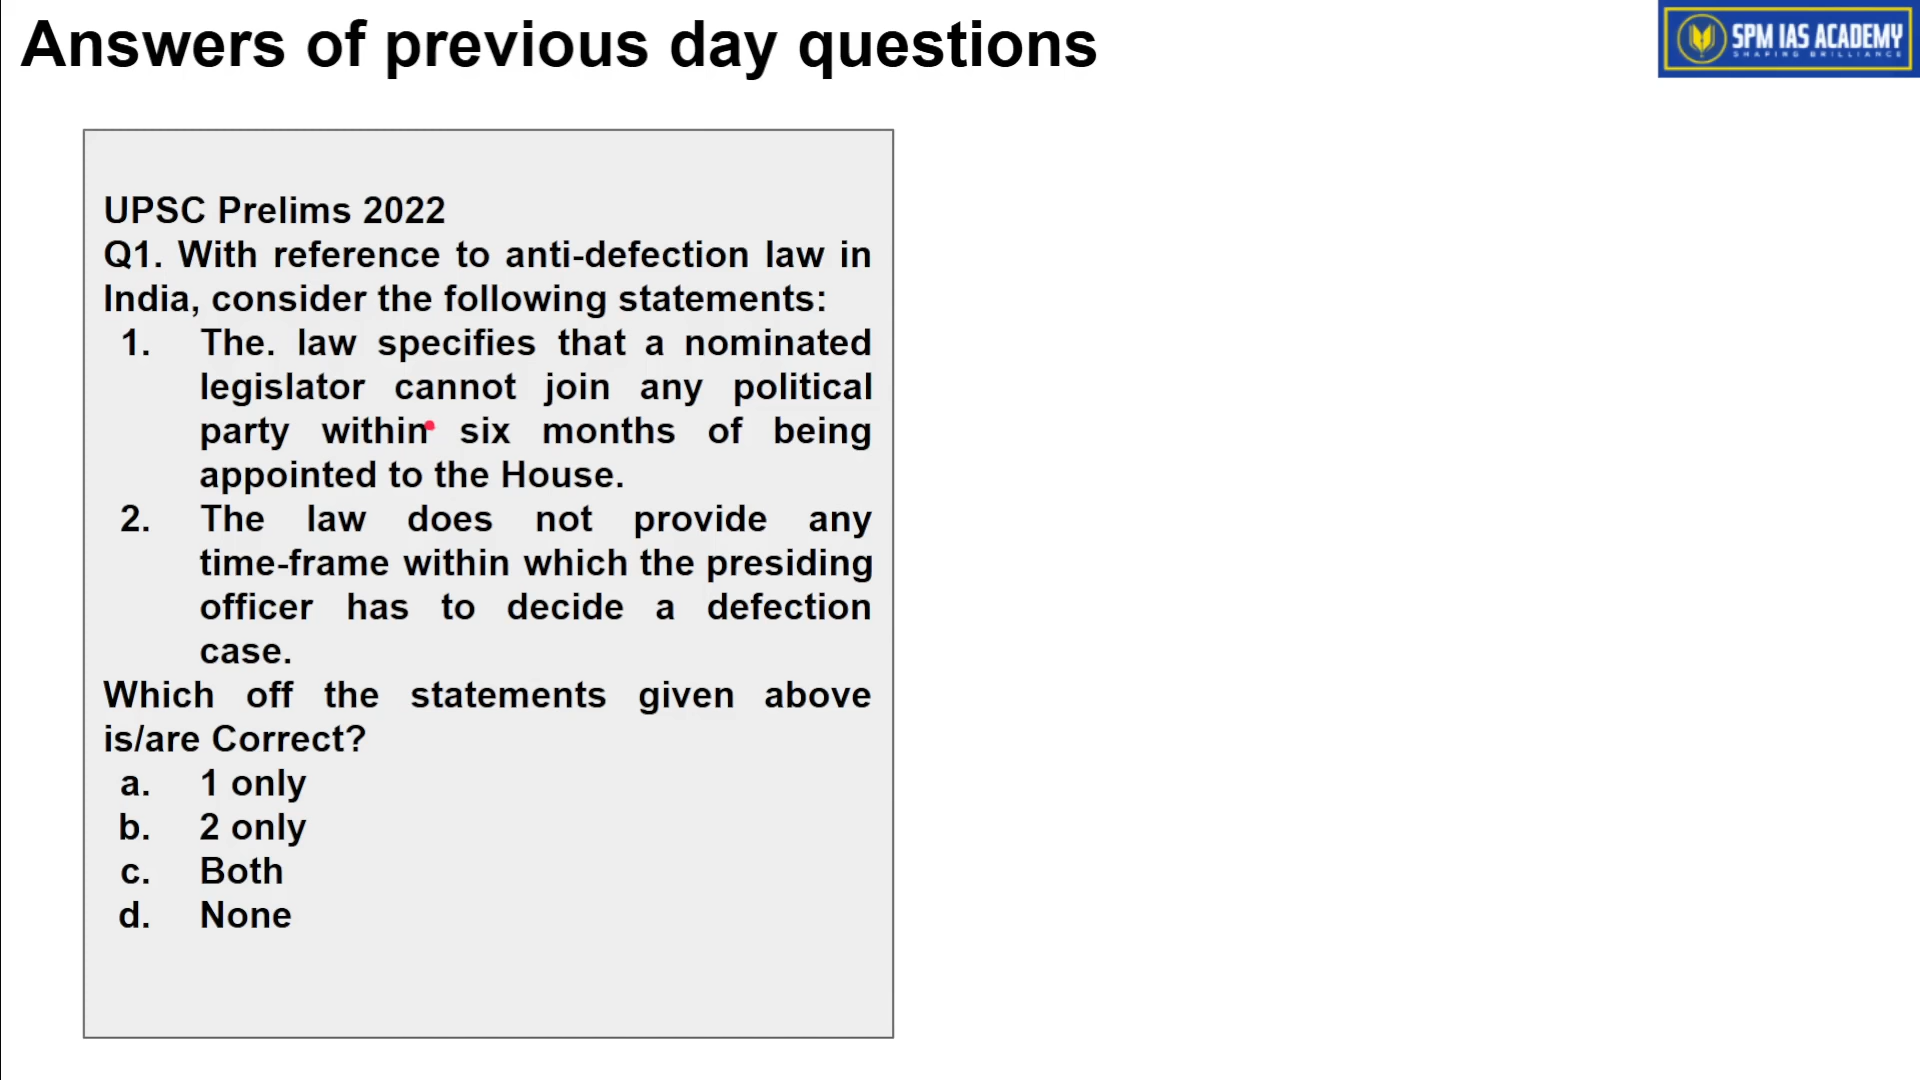 Answers of previous day questions
SPM IAS ACADEMY
SHAPING BRILLIANCE
UPSC Prelims 2022
Q1. With reference to anti-defection law in
India, consider the following statements:
1. The. law specifies that a nominated
legislator cannot join any political
party within six months of being
appointed to the House.
2. The law does not provide any
time-frame within which the presiding
officer has to decide a defection
case.
Which off the statements given above
is/are Correct?
a. 1 only
b. 2 only
c. Both
d. None